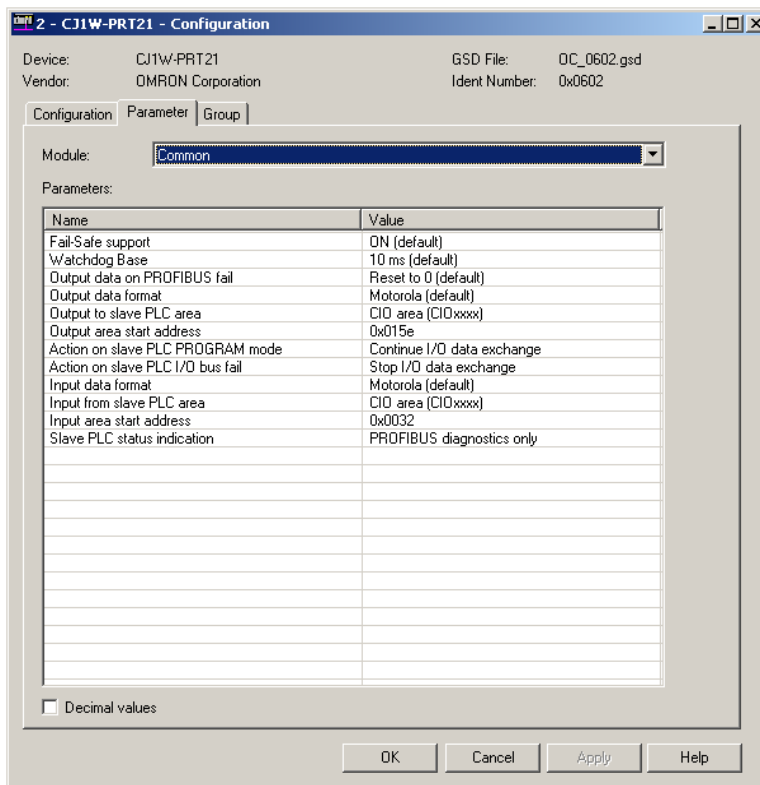 2 - CJ1W-PRT21 - Configuration
Device: CJ1W-PRT21 GSD File: OC_0602.gsd
Vendor: OMRON Corporation Ident Number: 0x0602
Configuration Parameter Group
Module: Common
Parameters:
Name Value
Fail-Safe support ON (default)
Watchdog Base 10 ms (default)
Output data on PROFIBUS fail Reset to 0 (default)
Output data format Motorola (default)
Output to slave PLC area CIO area (CIOxxxx)
Output area start address 0x015e
Action on slave PLC PROGRAM mode Continue I/O data exchange
Action on slave PLC I/O bus fail Stop I/O data exchange
Input data format Motorola (default)
Input from slave PLC area CIO area (CIOxxxx)
Input area start address 0x0032
Slave PLC status indication PROFIBUS diagnostics only
Decimal values
OK Cancel Apply Help